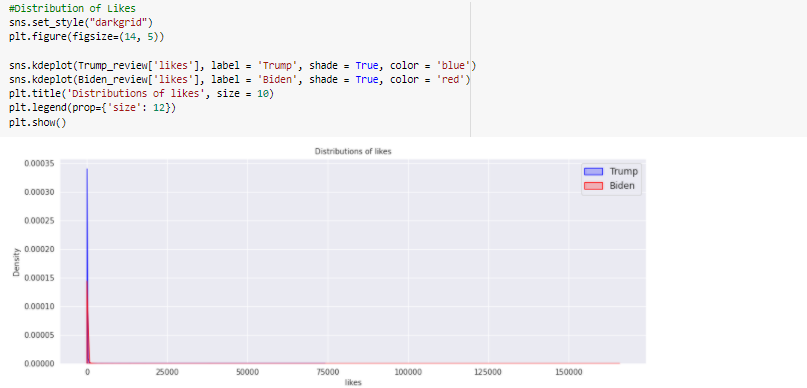 #Distribution of Likes
sns.set_style("darkgrid")
plt.figure(figsize=(14, 5))
sns.kdeplot(Trump_review['likes'], label = 'Trump', shade = True, color = 'blue')
sns.kdeplot(Biden_review['likes'], label = 'Biden', shade = True, color = 'red')
plt.title('Distributions of likes', size = 10)
plt.legend(prop={'size': 12})
plt.show()
Distributions of likes
0.00035
0.00030
0.00025
0.00020
0.00015
0.00010
0.00005
0.00000
Density
Trump
Biden
0 25000 50000 75000 100000 125000 150000
likes